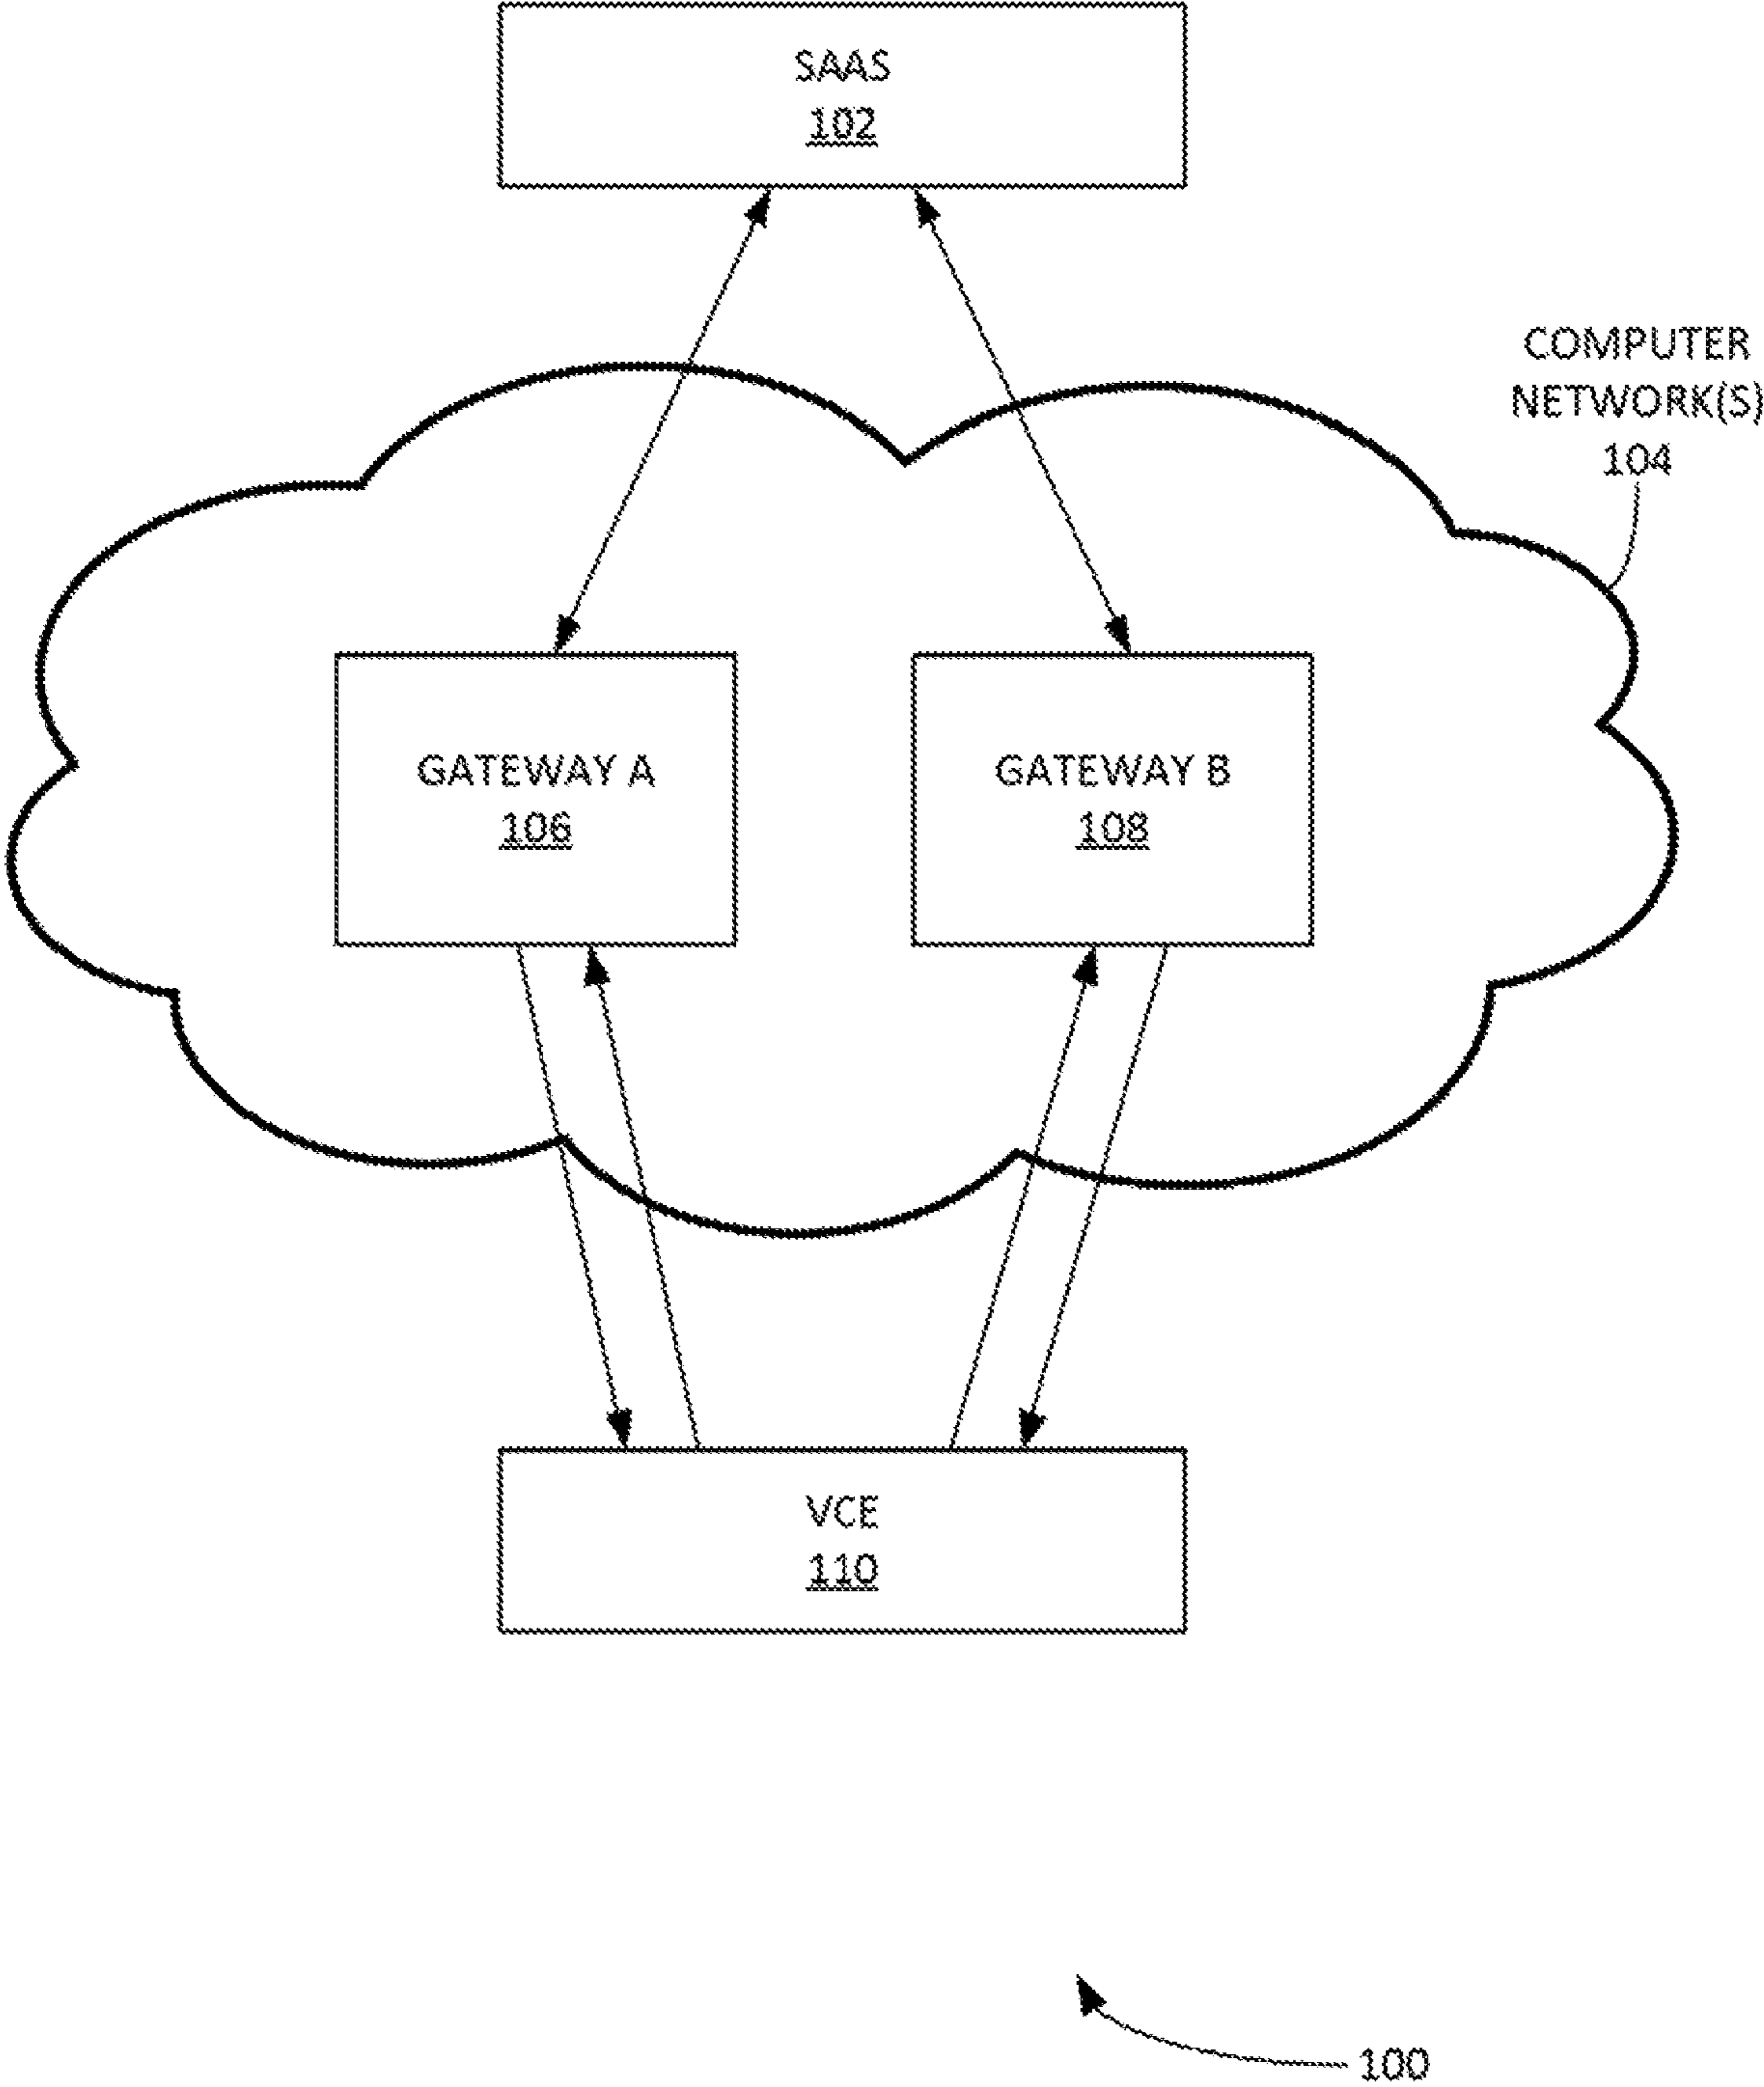 SAAS
102
COMPUTER
NETWORK(S)
104
GATEWAY A
106
GATEWAY B
108
VCE
110
100